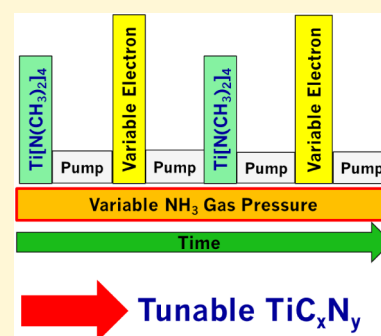 Ti[N(CH₃)₂]₄
Pump
Variable Electron
Pump
Ti[N(CH₃)₂]₄
Pump
Variable Electron
Pump
Variable NH₃ Gas Pressure
Time
Tunable TiCₓNᵧ